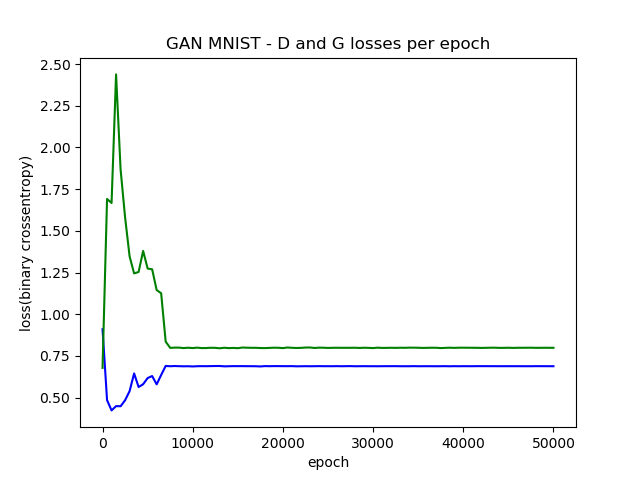 GAN MNIST - D and G losses per epoch
2.50
2.25
2.00
1.75
1.50
1.25
1.00
0.75
0.50
loss(binary crossentropy)
0 10000 20000 30000 40000 50000
epoch